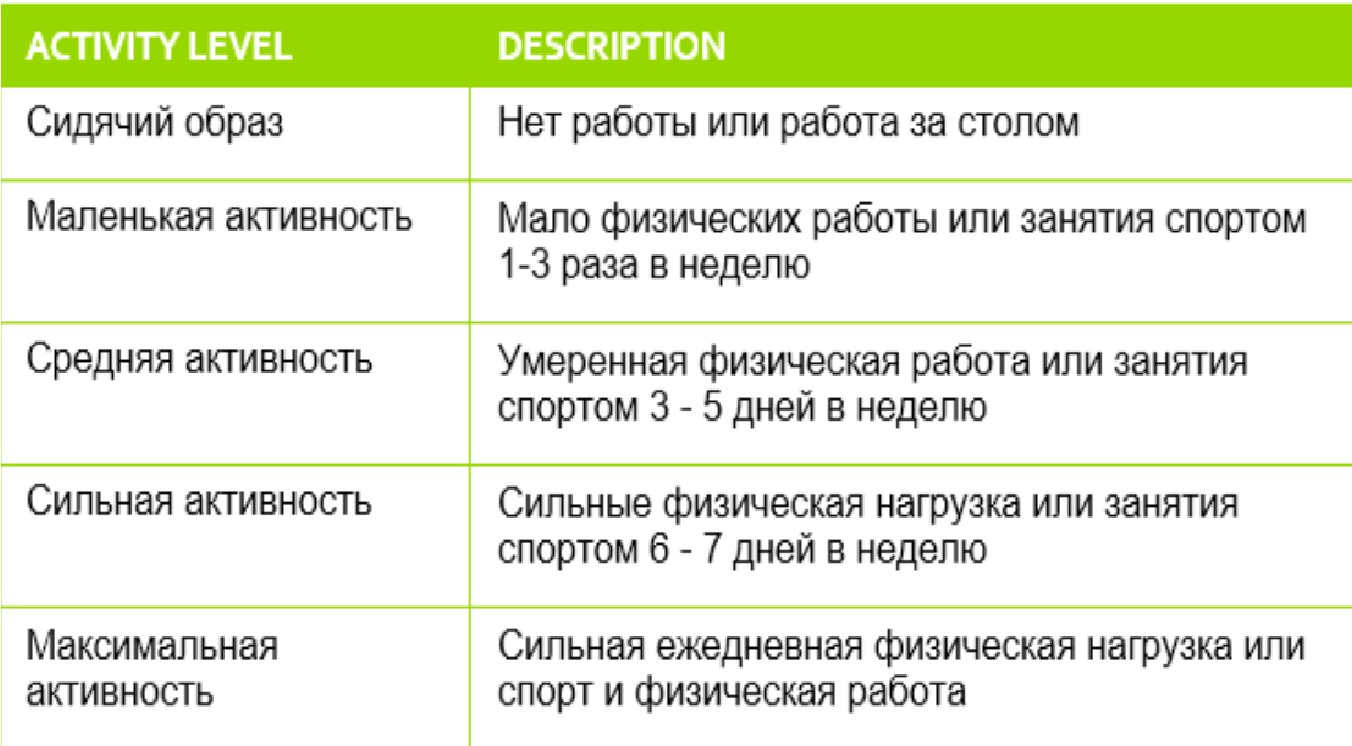 ACTIVITY LEVEL DESCRIPTION
Сидячий образ Нет работы или работа за столом
Маленькая активность Мало физических работы или занятия спортом
1-3 раза в неделю
Средняя активность Умеренная физическая работа или занятия
спортом 3 - 5 дней в неделю
Сильная активность Сильные физическая нагрузка или занятия
спортом 6 - 7 дней в неделю
Максимальная
активность
Сильная ежедневная физическая нагрузка или
спорт и физическая работа